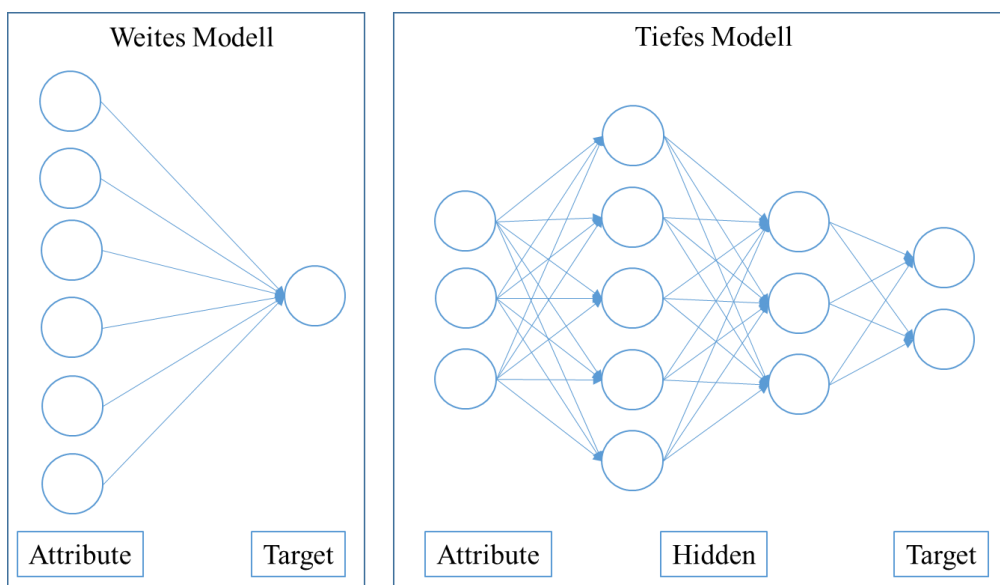 Weites Modell
Attribute
Target
Tiefes Modell
Attribute
Hidden
Target